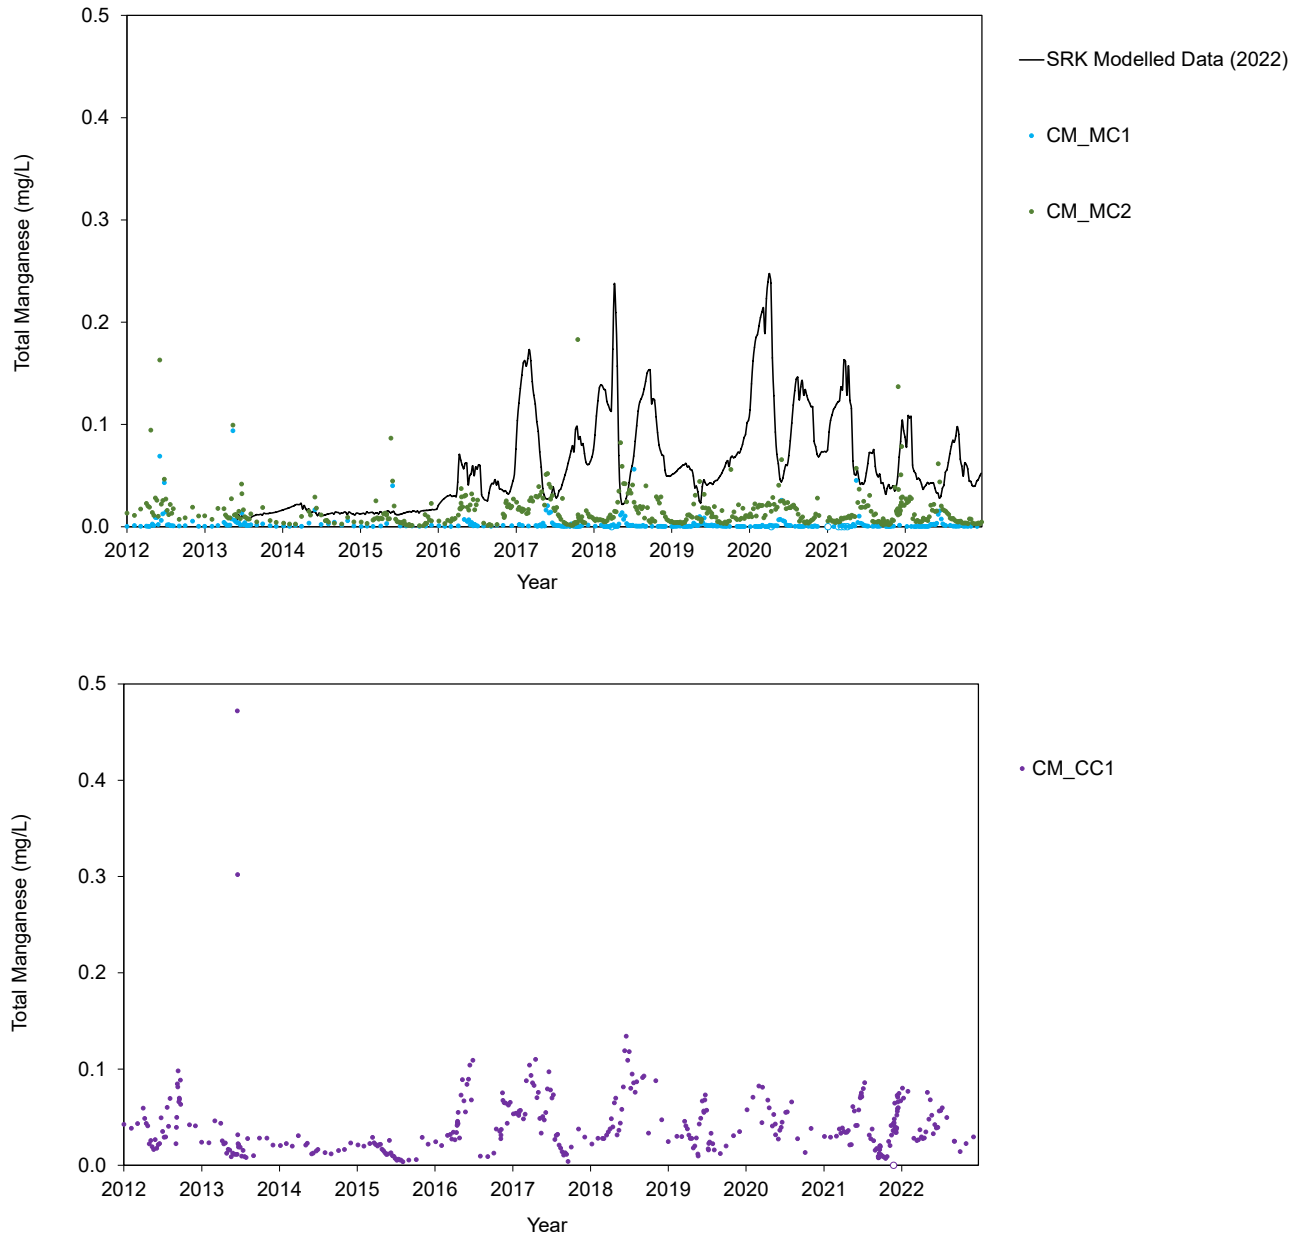 Total Manganese (mg/L)
0.5
0.4
0.3
0.2
0.1
0.0
2012 2013 2014 2015 2016 2017 2018 2019 2020 2021 2022
Year
SRK Modelled Data (2022)
CM_MC1
CM_MC2
Total Manganese (mg/L)
0.5
0.4
0.3
0.2
0.1
0.0
2012 2013 2014 2015 2016 2017 2018 2019 2020 2021 2022
Year
CM_CC1